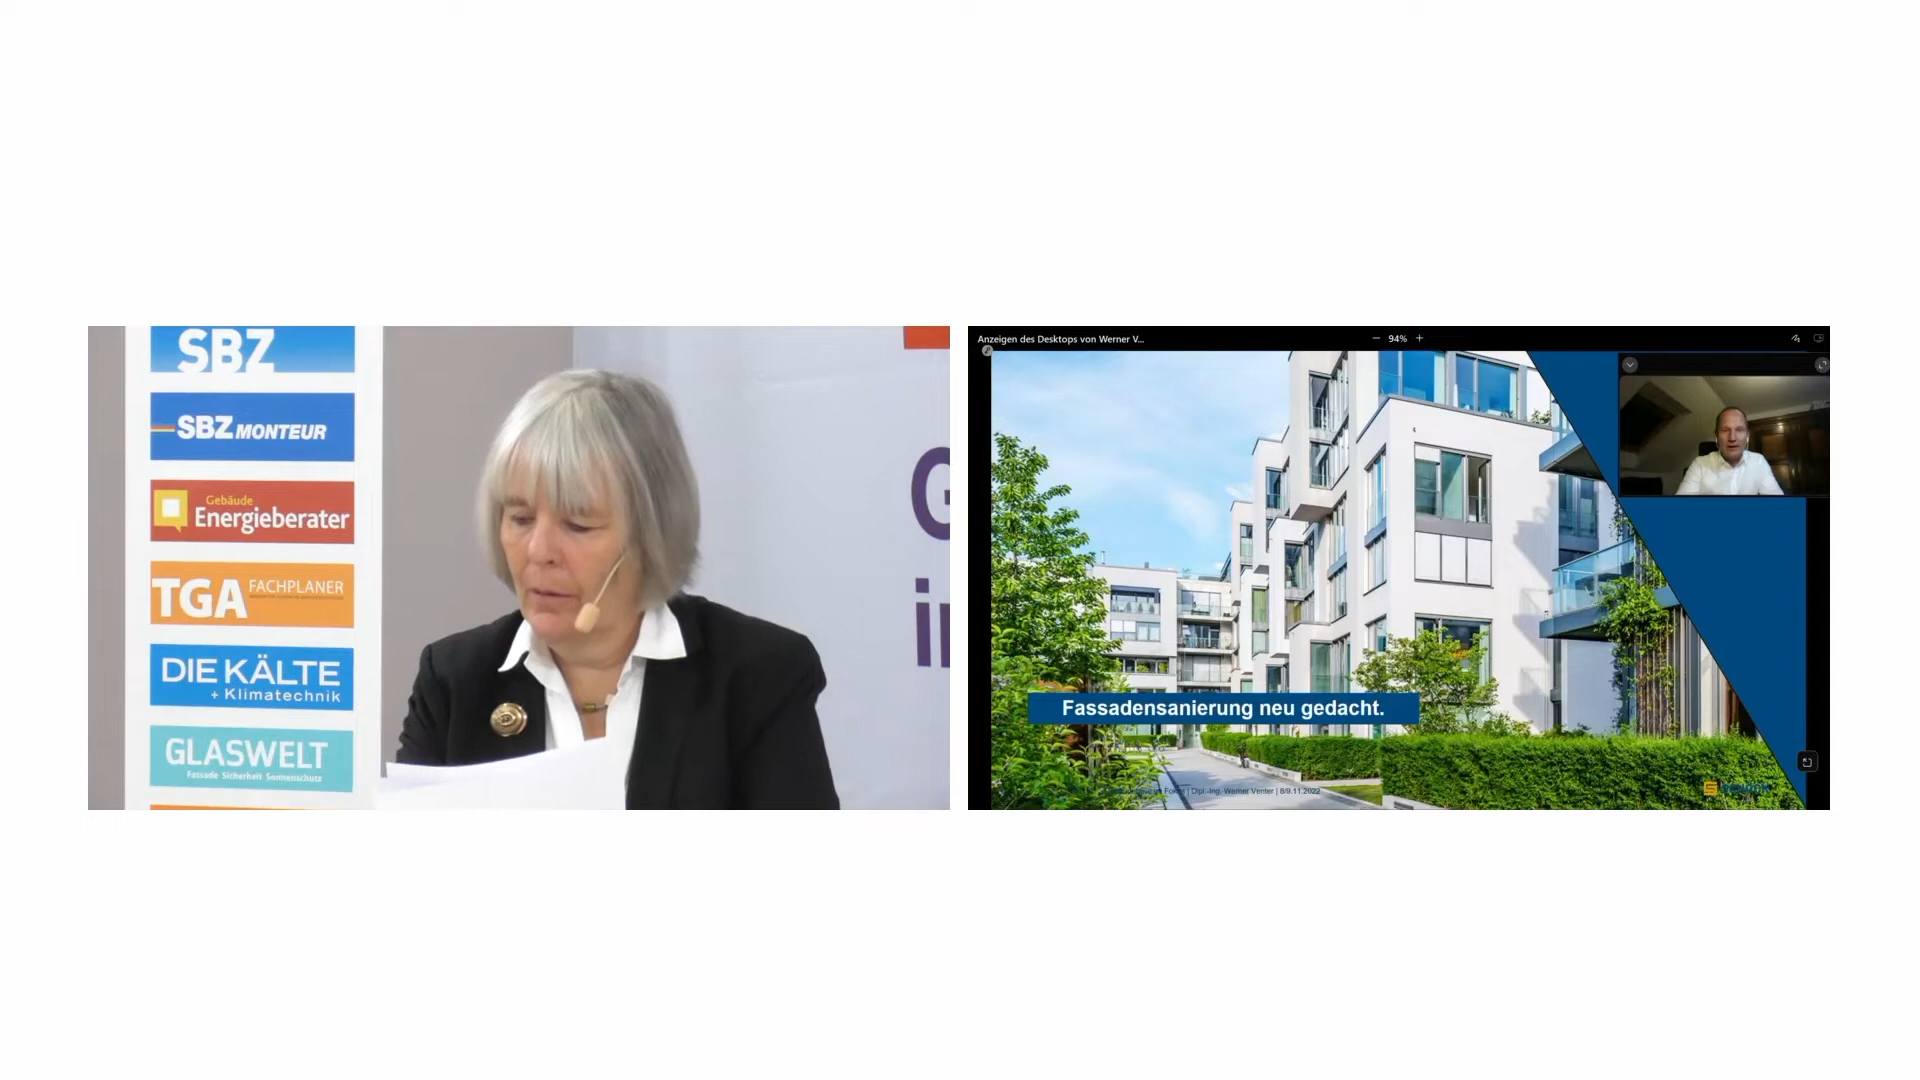 SBZ
SBZ MONTEUR
Gebäude
Energieberater
TGA FACHPLANER
DIE KÄLTE
+ Klimatechnik
GLASWELT
Fassade Sicherheit Sonnenschutz
G
Anzeigen des Desktops von Werner V...
94%
Fassadensanierung neu gedacht.
Fokus | Dipl.-Ing. Werner Venter | 8/9.11.2022